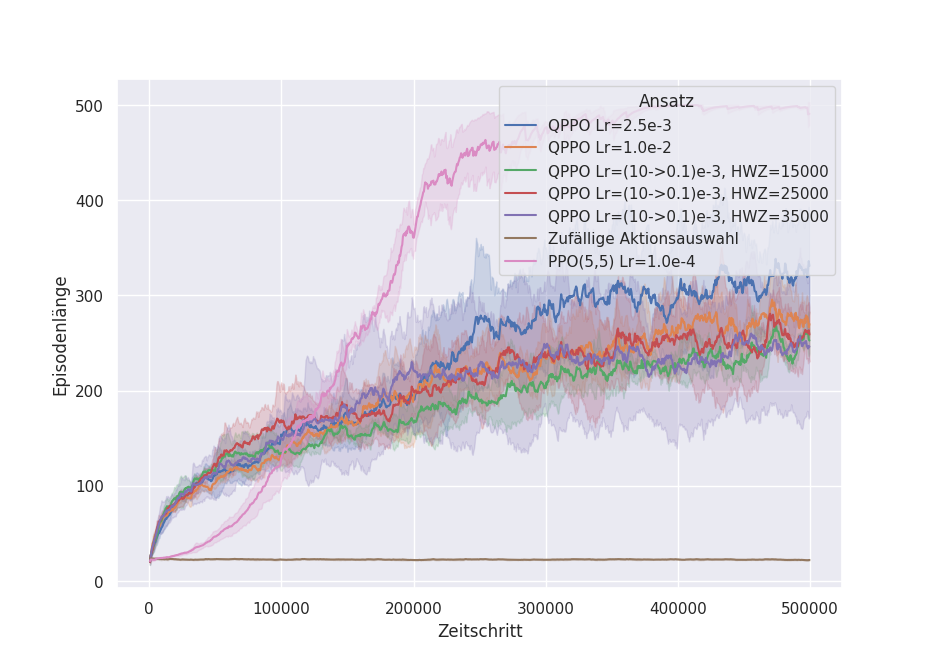 500
400
300
200
100
0
Episodenlänge
0
100000
200000
300000
400000
500000
Zeitschritt
Ansatz
QPPO Lr=2.5e-3
QPPO Lr=1.0e-2
QPPO Lr=(10->0.1)e-3, HWZ=15000
QPPO Lr=(10->0.1)e-3, HWZ=25000
QPPO Lr=(10->0.1)e-3, HWZ=35000
Zufällige Aktionsauswahl
PPO(5,5) Lr=1.0e-4